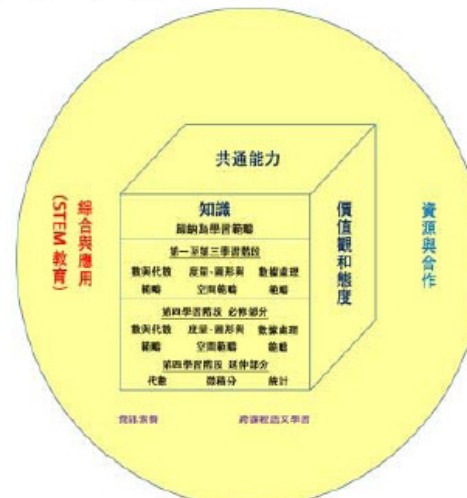 共通能力
知識
歸納為學習範疇
第一至第三學習階段
數與代數 度量、圖形與 數據處理
範疇 空間範疇 範疇
第四學習階段 必修部分
數與代數 度量、圖形與 數據處理
範疇 空間範疇 範疇
第四學習階段 延伸部分
代數 微積分 統計
價值觀和態度
綜合與應用
(STEM 教育)
資源與合作
資訊素養
跨課程語文學習